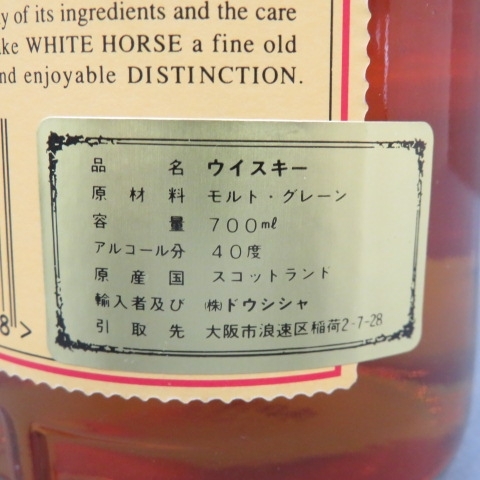 y of its ingredients and the care
ke WHITE HORSE a fine old
nd enjoyable DISTINCTION.
品名 ウイスキー
原材料 モルト・グレーン
容量 700ml
アルコール分 40度
原産国 スコットランド
輸入者及び ㈱ドウシシャ
引取先 大阪市浪速区稲荷2-7-28
8>